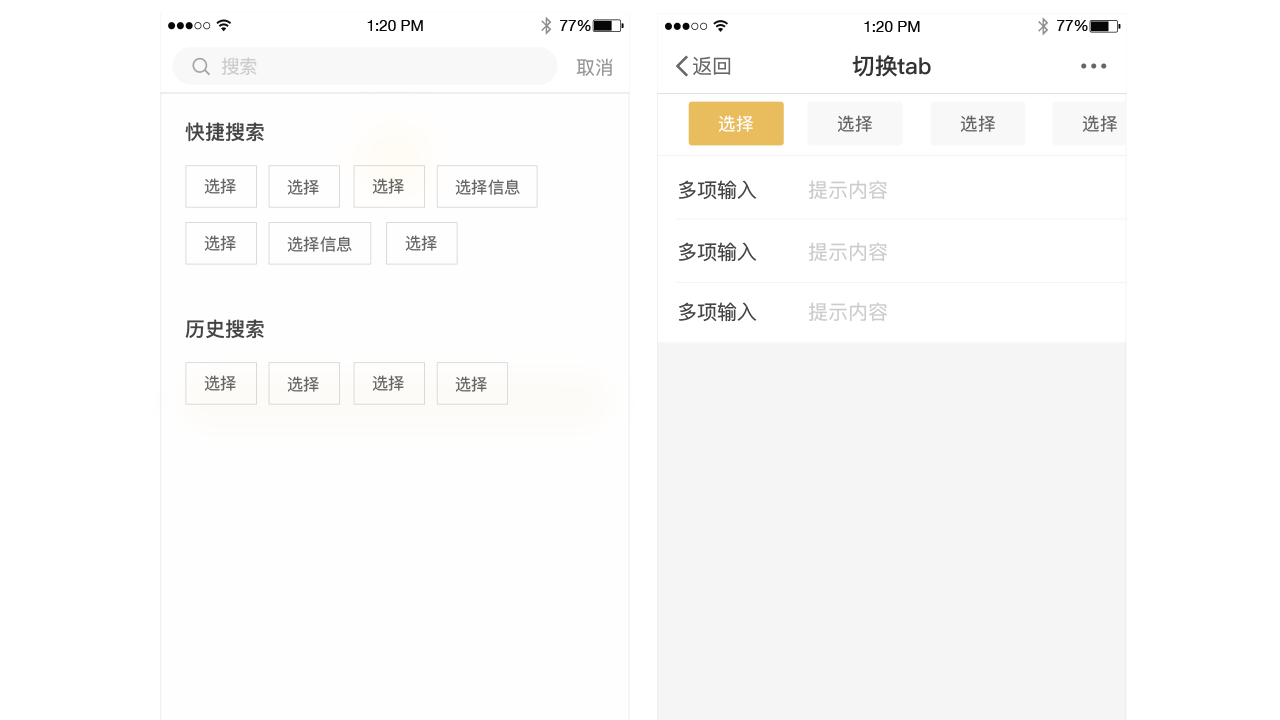 1:20 PM 77%
搜索 取消
快捷搜索
选择 选择 选择 选择信息
选择 选择信息 选择
历史搜索
选择 选择 选择 选择
1:20 PM 77%
返回 切换tab
选择 选择 选择 选择
多项输入 提示内容
多项输入 提示内容
多项输入 提示内容